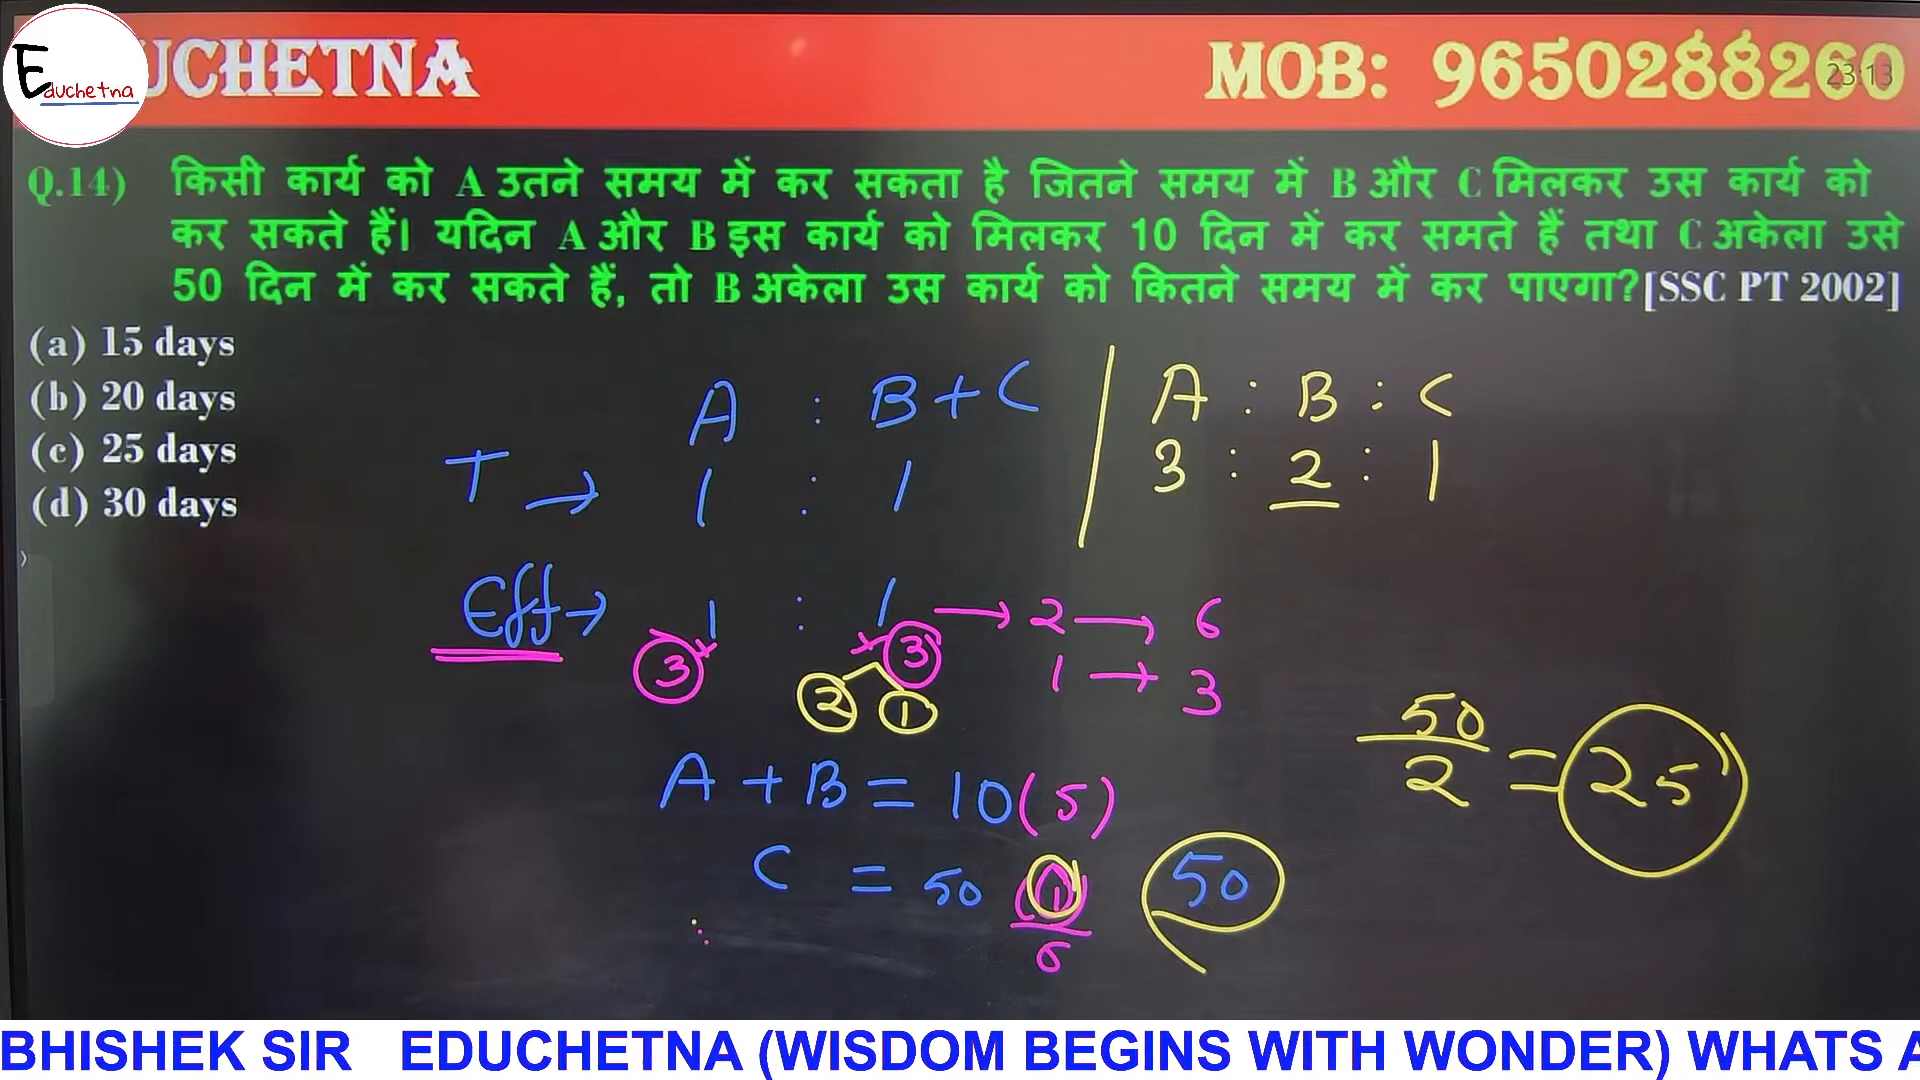 EDUCHETNA MOB: 9650288260
Educhetna
23:13
Q.14) किसी कार्य को A उतने समय में कर सकता है जितने समय में B और C मिलकर उस कार्य को
कर सकते हैं। यदिन A और B इस कार्य को मिलकर 10 दिन में कर समते हैं तथा C अकेला उसे
50 दिन में कर सकते हैं, तो B अकेला उस कार्य को कितने समय में कर पाएगा?[SSC PT 2002]
(a) 15 days
(b) 20 days
(c) 25 days
(d) 30 days
A : B+C
T → 1 : 1
A : B : C
3 : 2 : 1
Eff → 1 : 1 → 2 → 6
3 3 1 → 3
2 1
A + B = 10(5)
C = 50 (1) 50
6
50/2 = 25
BHISHEK SIR EDUCHETNA (WISDOM BEGINS WITH WONDER) WHATS A